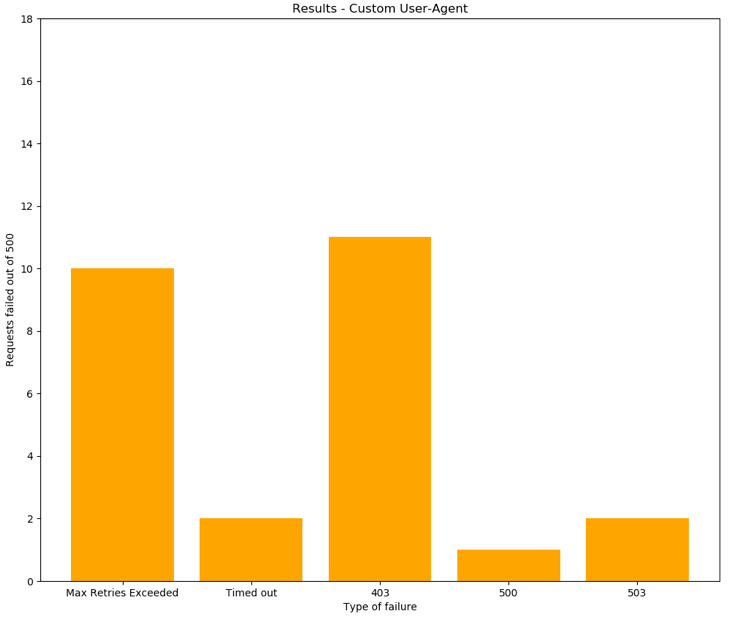 Results - Custom User-Agent
18
16
14
12
10
8
6
4
2
0
Requests failed out of 500
Max Retries Exceeded Timed out 403 500 503
Type of failure